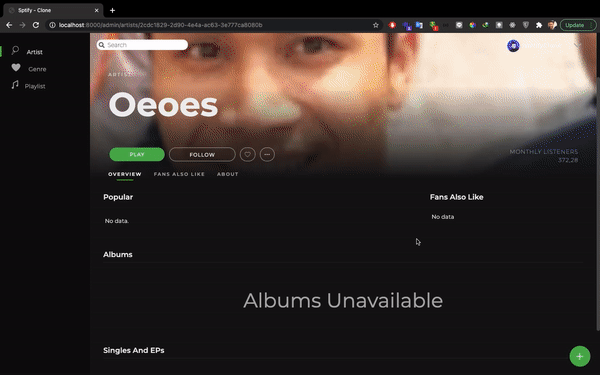 Sptify - Clone
localhost:8000/admin/artists/2cdc1829-2d90-4e4a-ac63-3e777ca8080b
Update
Search
Artist
Genre
Playlist
ARTIST
Oeoes
PLAY
FOLLOW
MONTHLY LISTENERS
372,28
OVERVIEW
FANS ALSO LIKE
ABOUT
Popular
Fans Also Like
No data.
No data
Albums
Albums Unavailable
Singles And EPs